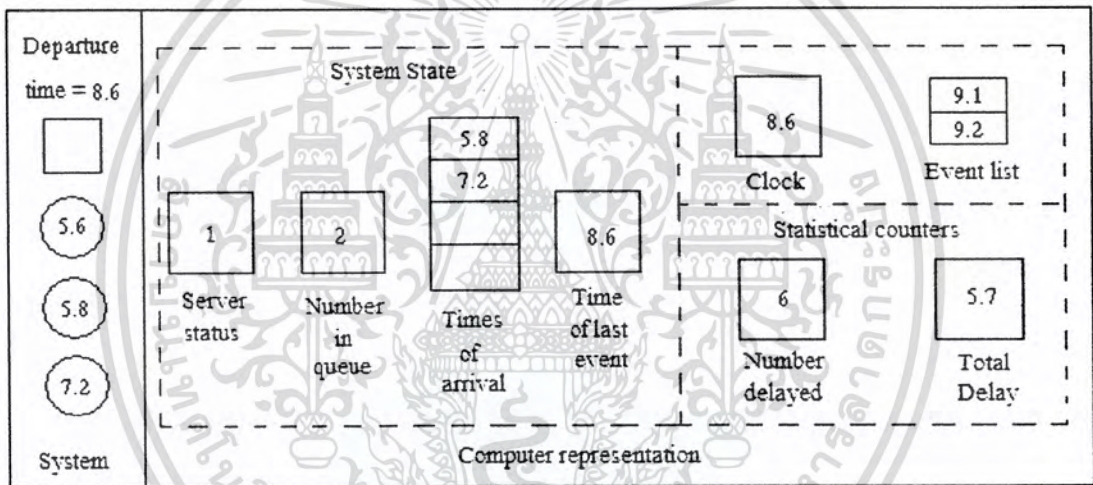 Departure
time = 8.6
5.6
5.8
7.2
System
System State
1
Server
status
2
Number
in
queue
5.8
7.2
Times
of
arrival
8.6
Time
of last
event
8.6
Clock
9.1
9.2
Event list
Statistical counters
6
Number
delayed
5.7
Total
Delay
Computer representation